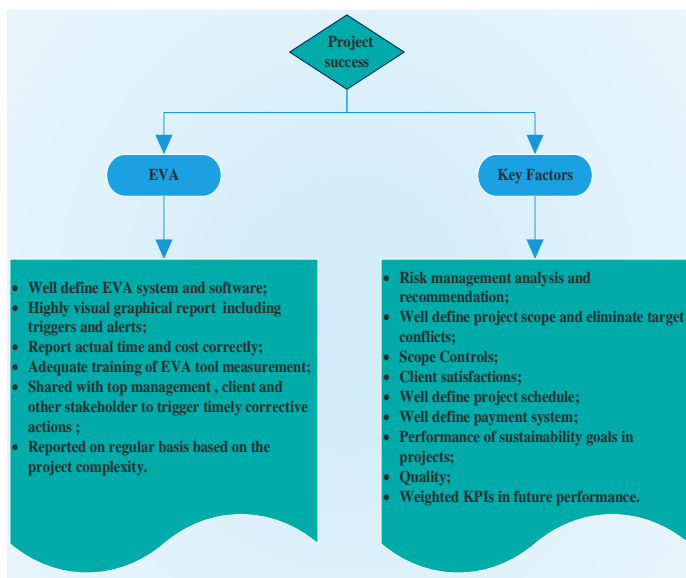 Project
success
EVA
Key Factors
• Well define EVA system and software;
• Highly visual graphical report including
triggers and alerts;
• Report actual time and cost correctly;
• Adequate training of EVA tool measurement;
• Shared with top management , client and
other stakeholder to trigger timely corrective
actions ;
• Reported on regular basis based on the
project complexity.
• Risk management analysis and
recommendation;
• Well define project scope and eliminate target
conflicts;
• Scope Controls;
• Client satisfactions;
• Well define project schedule;
• Well define payment system;
• Performance of sustainability goals in
projects;
• Quality;
• Weighted KPIs in future performance.